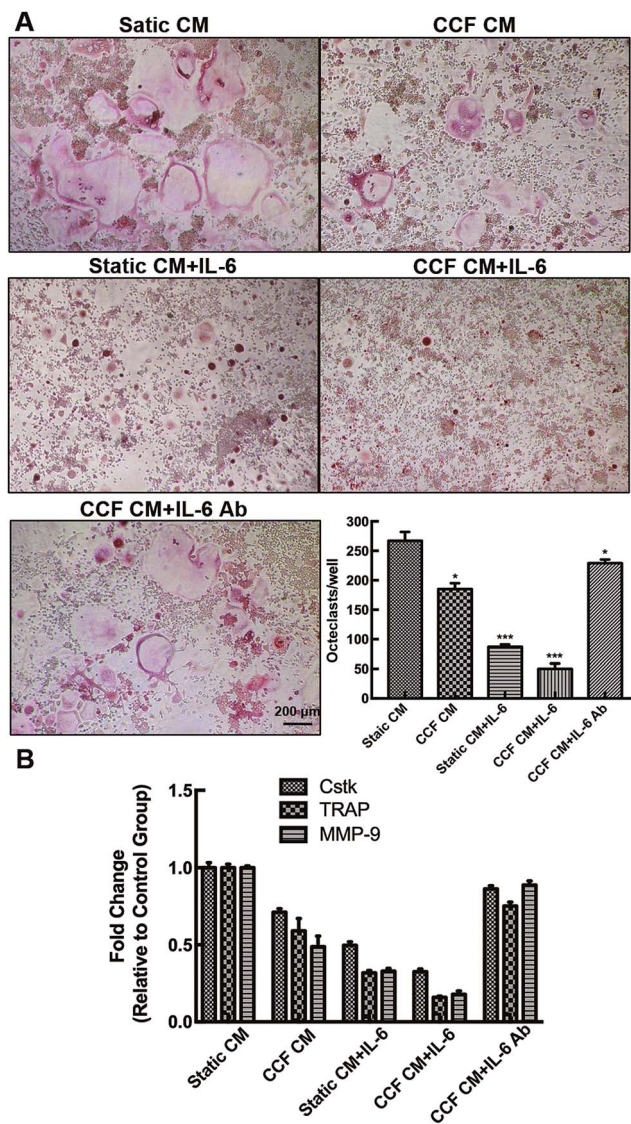 A
Satic CM
CCF CM
Static CM+IL-6
CCF CM+IL-6
CCF CM+IL-6 Ab
200 μm
Octeclasts/well
300
250
200
150
100
50
0
*
***
***
*
Staic CM
CCF CM
Static CM+IL-6
CCF CM+IL-6
CCF CM+IL-6 Ab
B
Fold Change
(Relative to Control Group)
1.5
1.0
0.5
0.0
Cstk
TRAP
MMP-9
Static CM
CCF CM
Static CM+IL-6
CCF CM+IL-6
CCF CM+IL-6 Ab